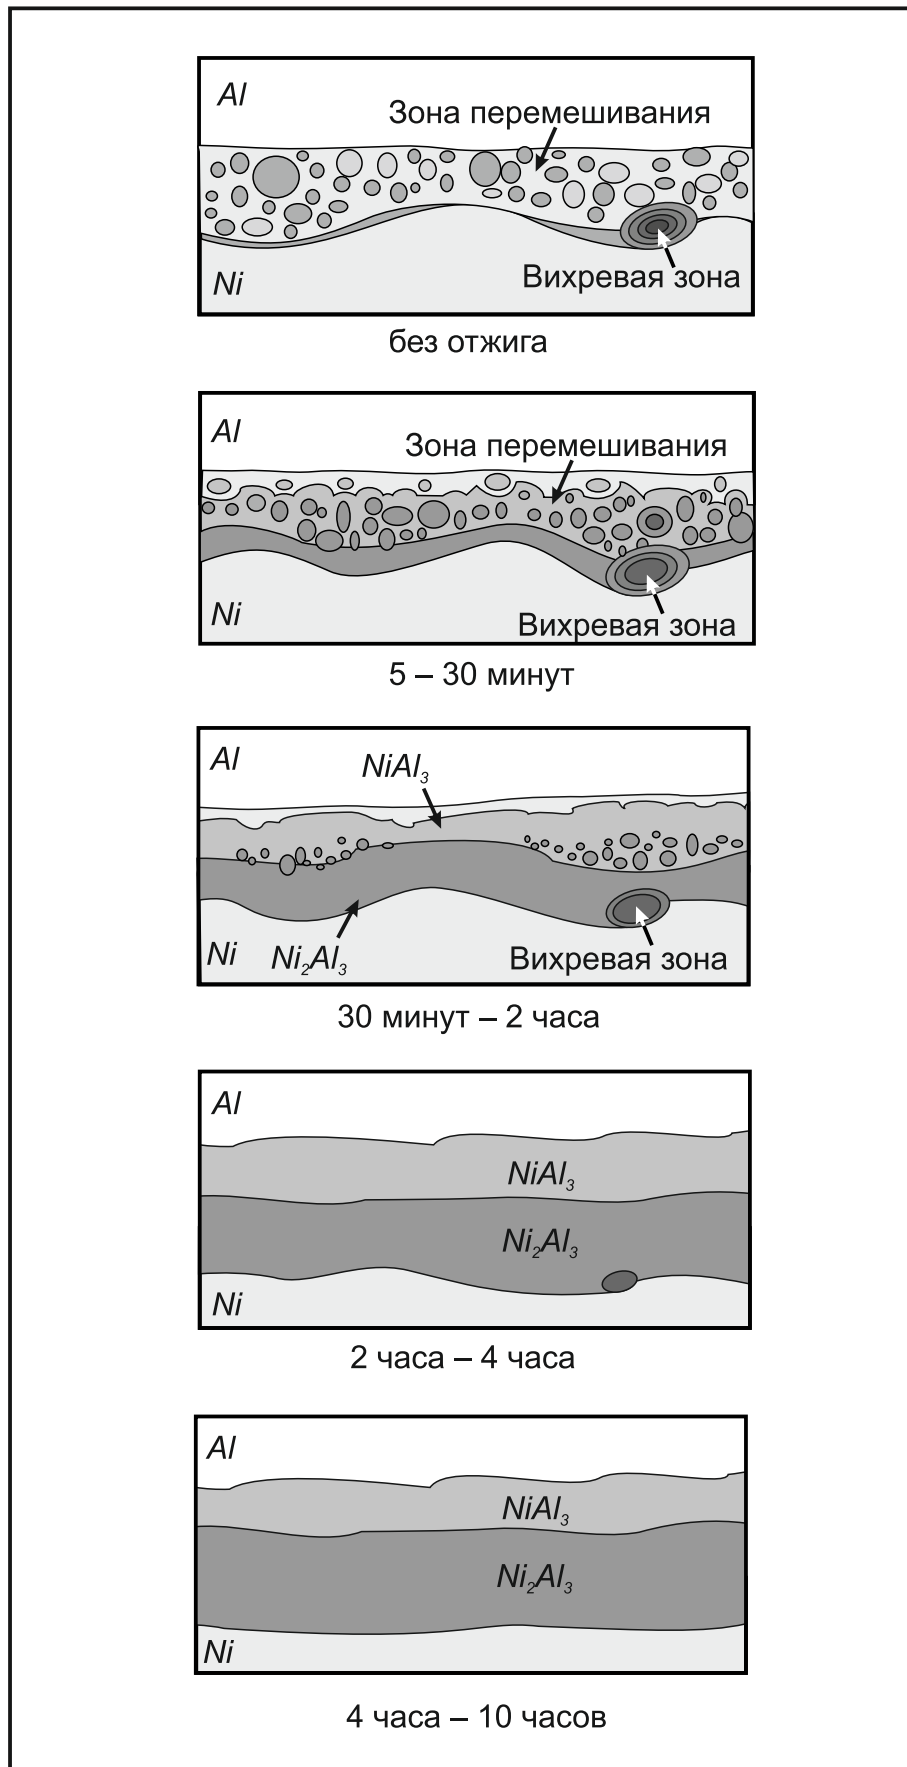 Al
Зона перемешивания
Ni
Вихревая зона
без отжига
Al
Зона перемешивания
Ni
Вихревая зона
5 – 30 минут
Al
NiAl₃
Ni
Ni₂Al₃
Вихревая зона
30 минут – 2 часа
Al
NiAl₃
Ni₂Al₃
Ni
2 часа – 4 часа
Al
NiAl₃
Ni₂Al₃
Ni
4 часа – 10 часов